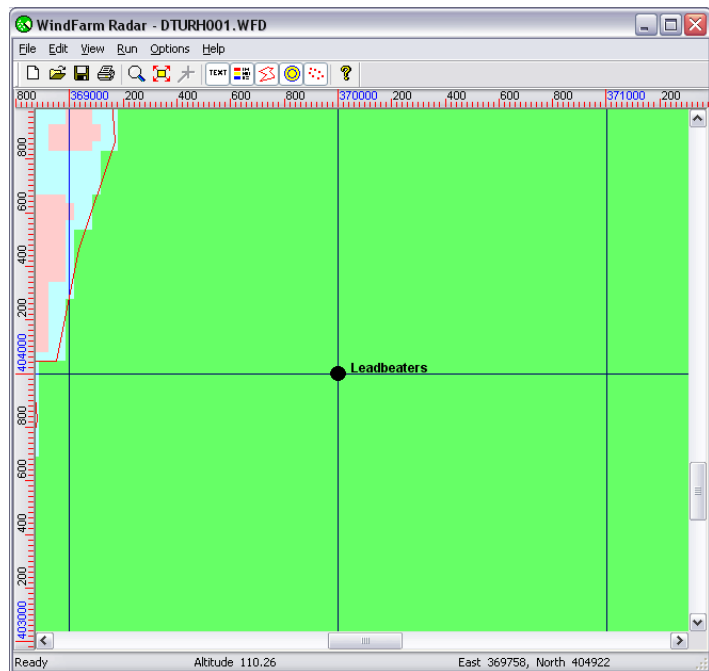 WindFarm Radar - DTURH001.WFD
File Edit View Run Options Help
TEXT
800 369000 200 400 600 800 370000 200 400 600 800 371000 200
800
600
400
200
404000
800
600
400
200
403000
Leadbeaters
Ready Altitude 110.26 East 369758, North 404922